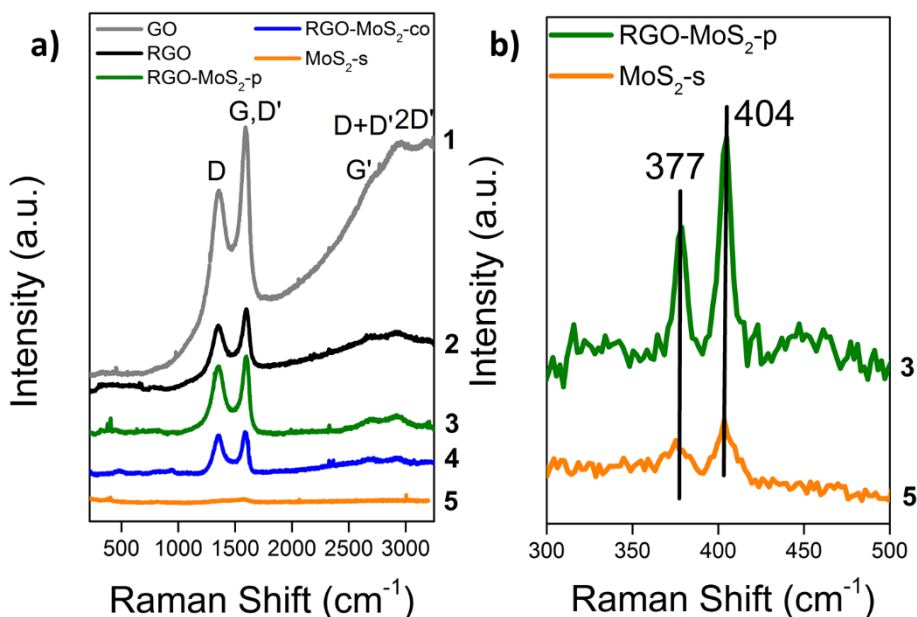 a)
GO
RGO
RGO-MoS₂-p
RGO-MoS₂-co
MoS₂-s
G,D'
D+D' 2D'
D
G'
1
2
3
4
5
Intensity (a.u.)
500 1000 1500 2000 2500 3000
Raman Shift (cm⁻¹)
b)
RGO-MoS₂-p
MoS₂-s
377
404
3
5
Intensity (a.u.)
300 350 400 450 500
Raman Shift (cm⁻¹)